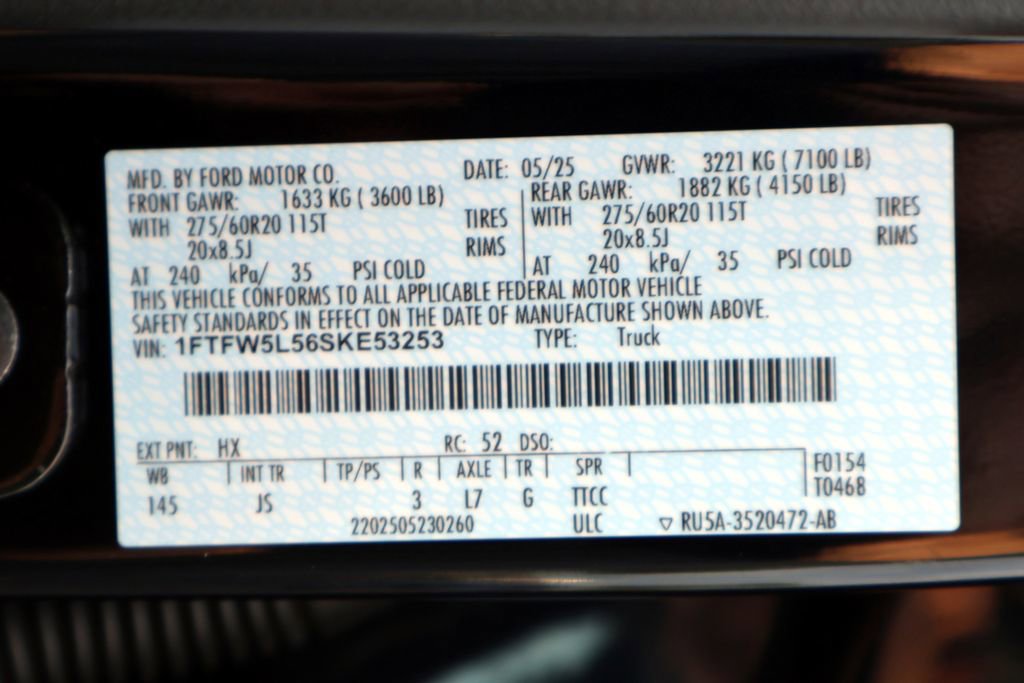 MFD. BY FORD MOTOR CO. DATE: 05/25 GVWR: 3221 KG ( 7100 LB)
FRONT GAWR: 1633 KG ( 3600 LB) REAR GAWR: 1882 KG ( 4150 LB)
WITH 275/60R20 115T TIRES WITH 275/60R20 115T TIRES
20x8.5J RIMS 20x8.5J RIMS
AT 240 kPa/ 35 PSI COLD AT 240 kPa/ 35 PSI COLD
THIS VEHICLE CONFORMS TO ALL APPLICABLE FEDERAL MOTOR VEHICLE
SAFETY STANDARDS IN EFFECT ON THE DATE OF MANUFACTURE SHOWN ABOVE.
VIN: 1FTFW5L56SKE53253 TYPE: Truck
EXT PNT: HX RC: 52 DSO:
WB INT TR TP/PS R AXLE TR SPR F0154
145 JS 3 L7 G TTCC T0468
2202505230260 ULC RU5A-3520472-AB